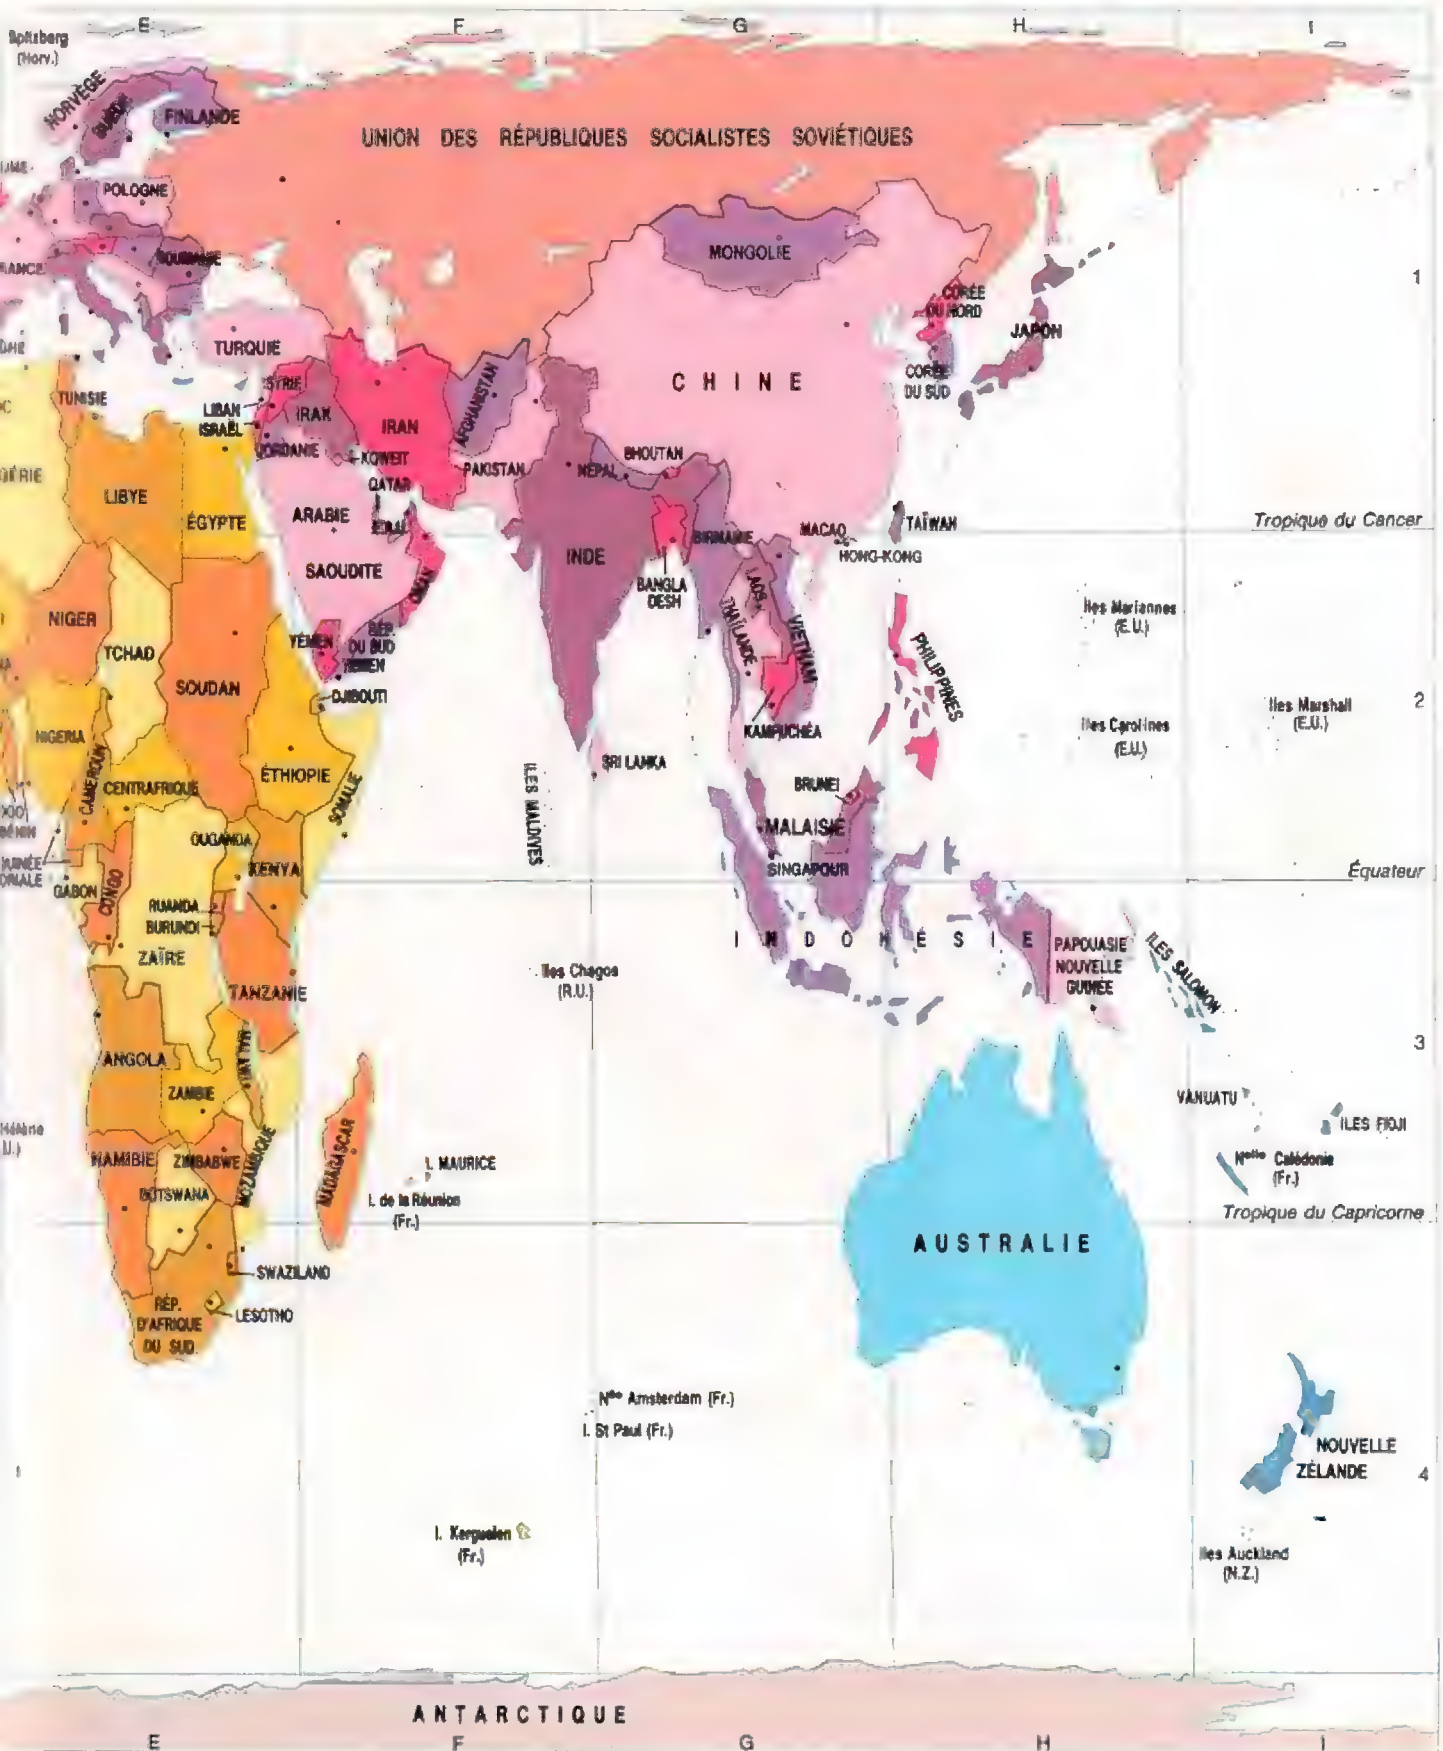 E F G H I
Spitzberg
(Norv.)
NORVÈGE
SUÈDE
FINLANDE
UNION DES RÉPUBLIQUES SOCIALISTES SOVIÉTIQUES
POLOGNE
ROUMANIE
MONGOLIE
1
CORÉE
DU NORD
JAPON
TURQUIE
CHINE
CORÉE
DU SUD
SYRIE
TUNISIE
LIBAN
IRAK
ISRAËL
IRAN
AFGHANISTAN
JORDANIE
KOWEIT
PAKISTAN
NÉPAL
BHOUTAN
QATAR
LIBYE
ÉGYPTE
ARABIE
SAOUDITE
E.A.U.
OMAN
INDE
BIRMANIE
MACAO
TAÏWAN
HONG-KONG
Tropique du Cancer
BANGLA
DESH
LAOS
THAÏLANDE
VIETNAM
PHILIPPINES
Îles Mariannes
(E.U.)
NIGER
TCHAD
SOUDAN
YÉMEN
RÉP.
DU SUD
YÉMEN
DJIBOUTI
2
Iles Marshall
(E.U.)
Îles Carolines
(E.U.)
KAMPUCHÉA
NIGERIA
CAMEROUN
CENTRAFRIQUE
ÉTHIOPIE
SOMALIE
ILES MALDIVES
SRI LANKA
BRUNEI
MALAISIE
SINGAPOUR
BÉNIN
OUGANDA
KENYA
Équateur
GABON
CONGO
RUANDA
BURUNDI
ZAÏRE
TANZANIE
INDONÉSIE
PAPOUASIE
NOUVELLE
GUINÉE
ILES SALOMON
Iles Chagos
(R.U.)
3
ANGOLA
ZAMBIE
MALAWI
VANUATU
ILES FIDJI
NAMIBIE
ZIMBABWE
MOZAMBIQUE
BOTSWANA
MADAGASCAR
I. MAURICE
I. de la Réunion
(Fr.)
Nelle Calédonie
(Fr.)
Tropique du Capricorne
AUSTRALIE
SWAZILAND
LESOTHO
RÉP.
D'AFRIQUE
DU SUD
Nlle Amsterdam (Fr.)
I. St Paul (Fr.)
NOUVELLE
ZÉLANDE
4
I. Kerguelen
(Fr.)
Iles Auckland
(N.Z.)
ANTARCTIQUE
E F G H I